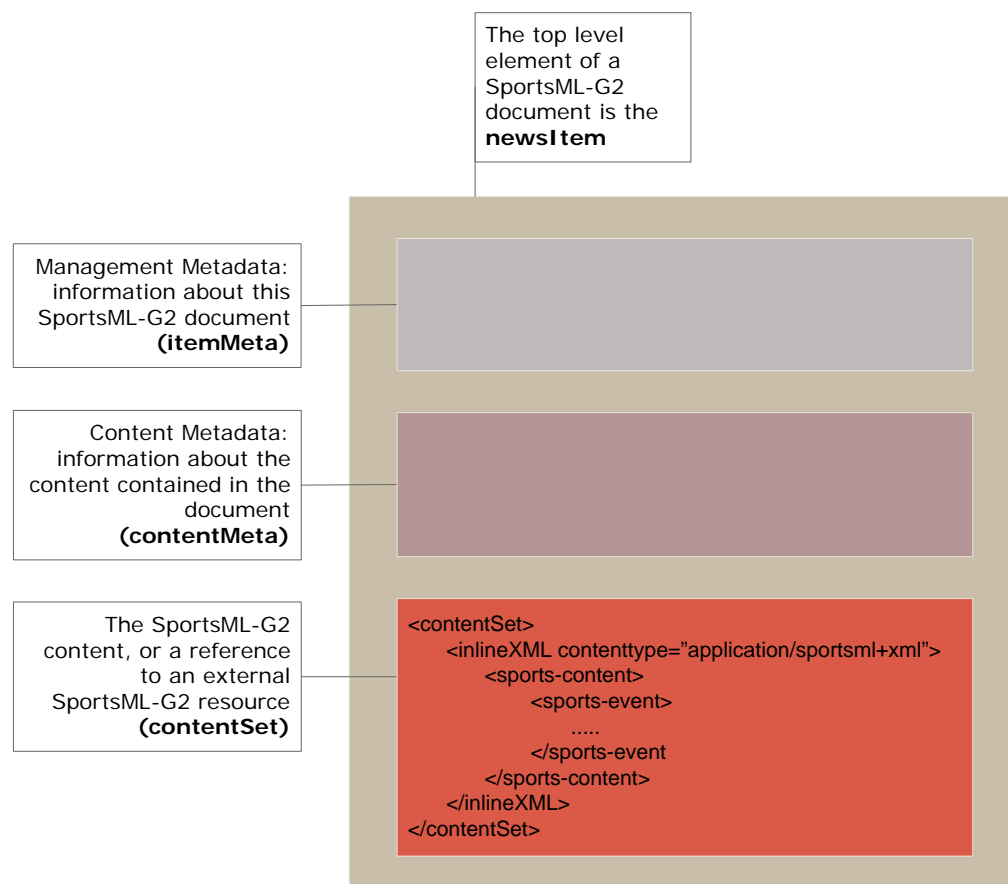 The top level
element of a
SportsML-G2
document is the
newsItem
Management Metadata:
information about this
SportsML-G2 document
(itemMeta)
Content Metadata:
information about the
content contained in the
document
(contentMeta)
The SportsML-G2
content, or a reference
to an external
SportsML-G2 resource
(contentSet)
<contentSet>
<inlineXML contenttype=”application/sportsml+xml”>
<sports-content>
<sports-event>
.....
</sports-event
</sports-content>
</inlineXML>
</contentSet>